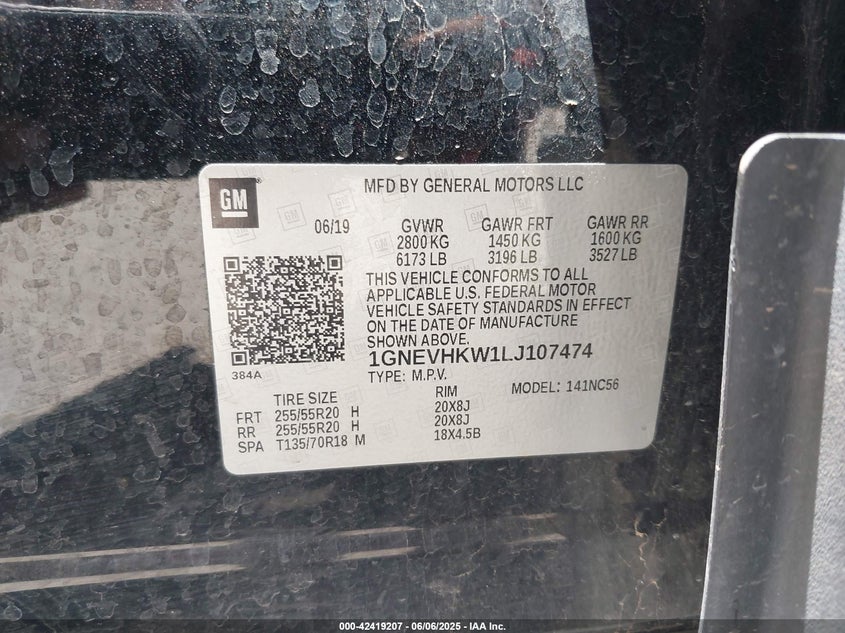 GM
MFD BY GENERAL MOTORS LLC
06/19 GVWR GAWR FRT GAWR RR
2800 KG 1450 KG 1600 KG
6173 LB 3196 LB 3527 LB
THIS VEHICLE CONFORMS TO ALL
APPLICABLE U.S. FEDERAL MOTOR
VEHICLE SAFETY STANDARDS IN EFFECT
ON THE DATE OF MANUFACTURE
SHOWN ABOVE.
1GNEVHKW1LJ107474
384A
TYPE: M.P.V. MODEL: 141NC56
TIRE SIZE RIM
FRT 255/55R20 H 20X8J
RR 255/55R20 H 20X8J
SPA T135/70R18 M 18X4.5B
000-42419207 - 06/06/2025 - IAA Inc.